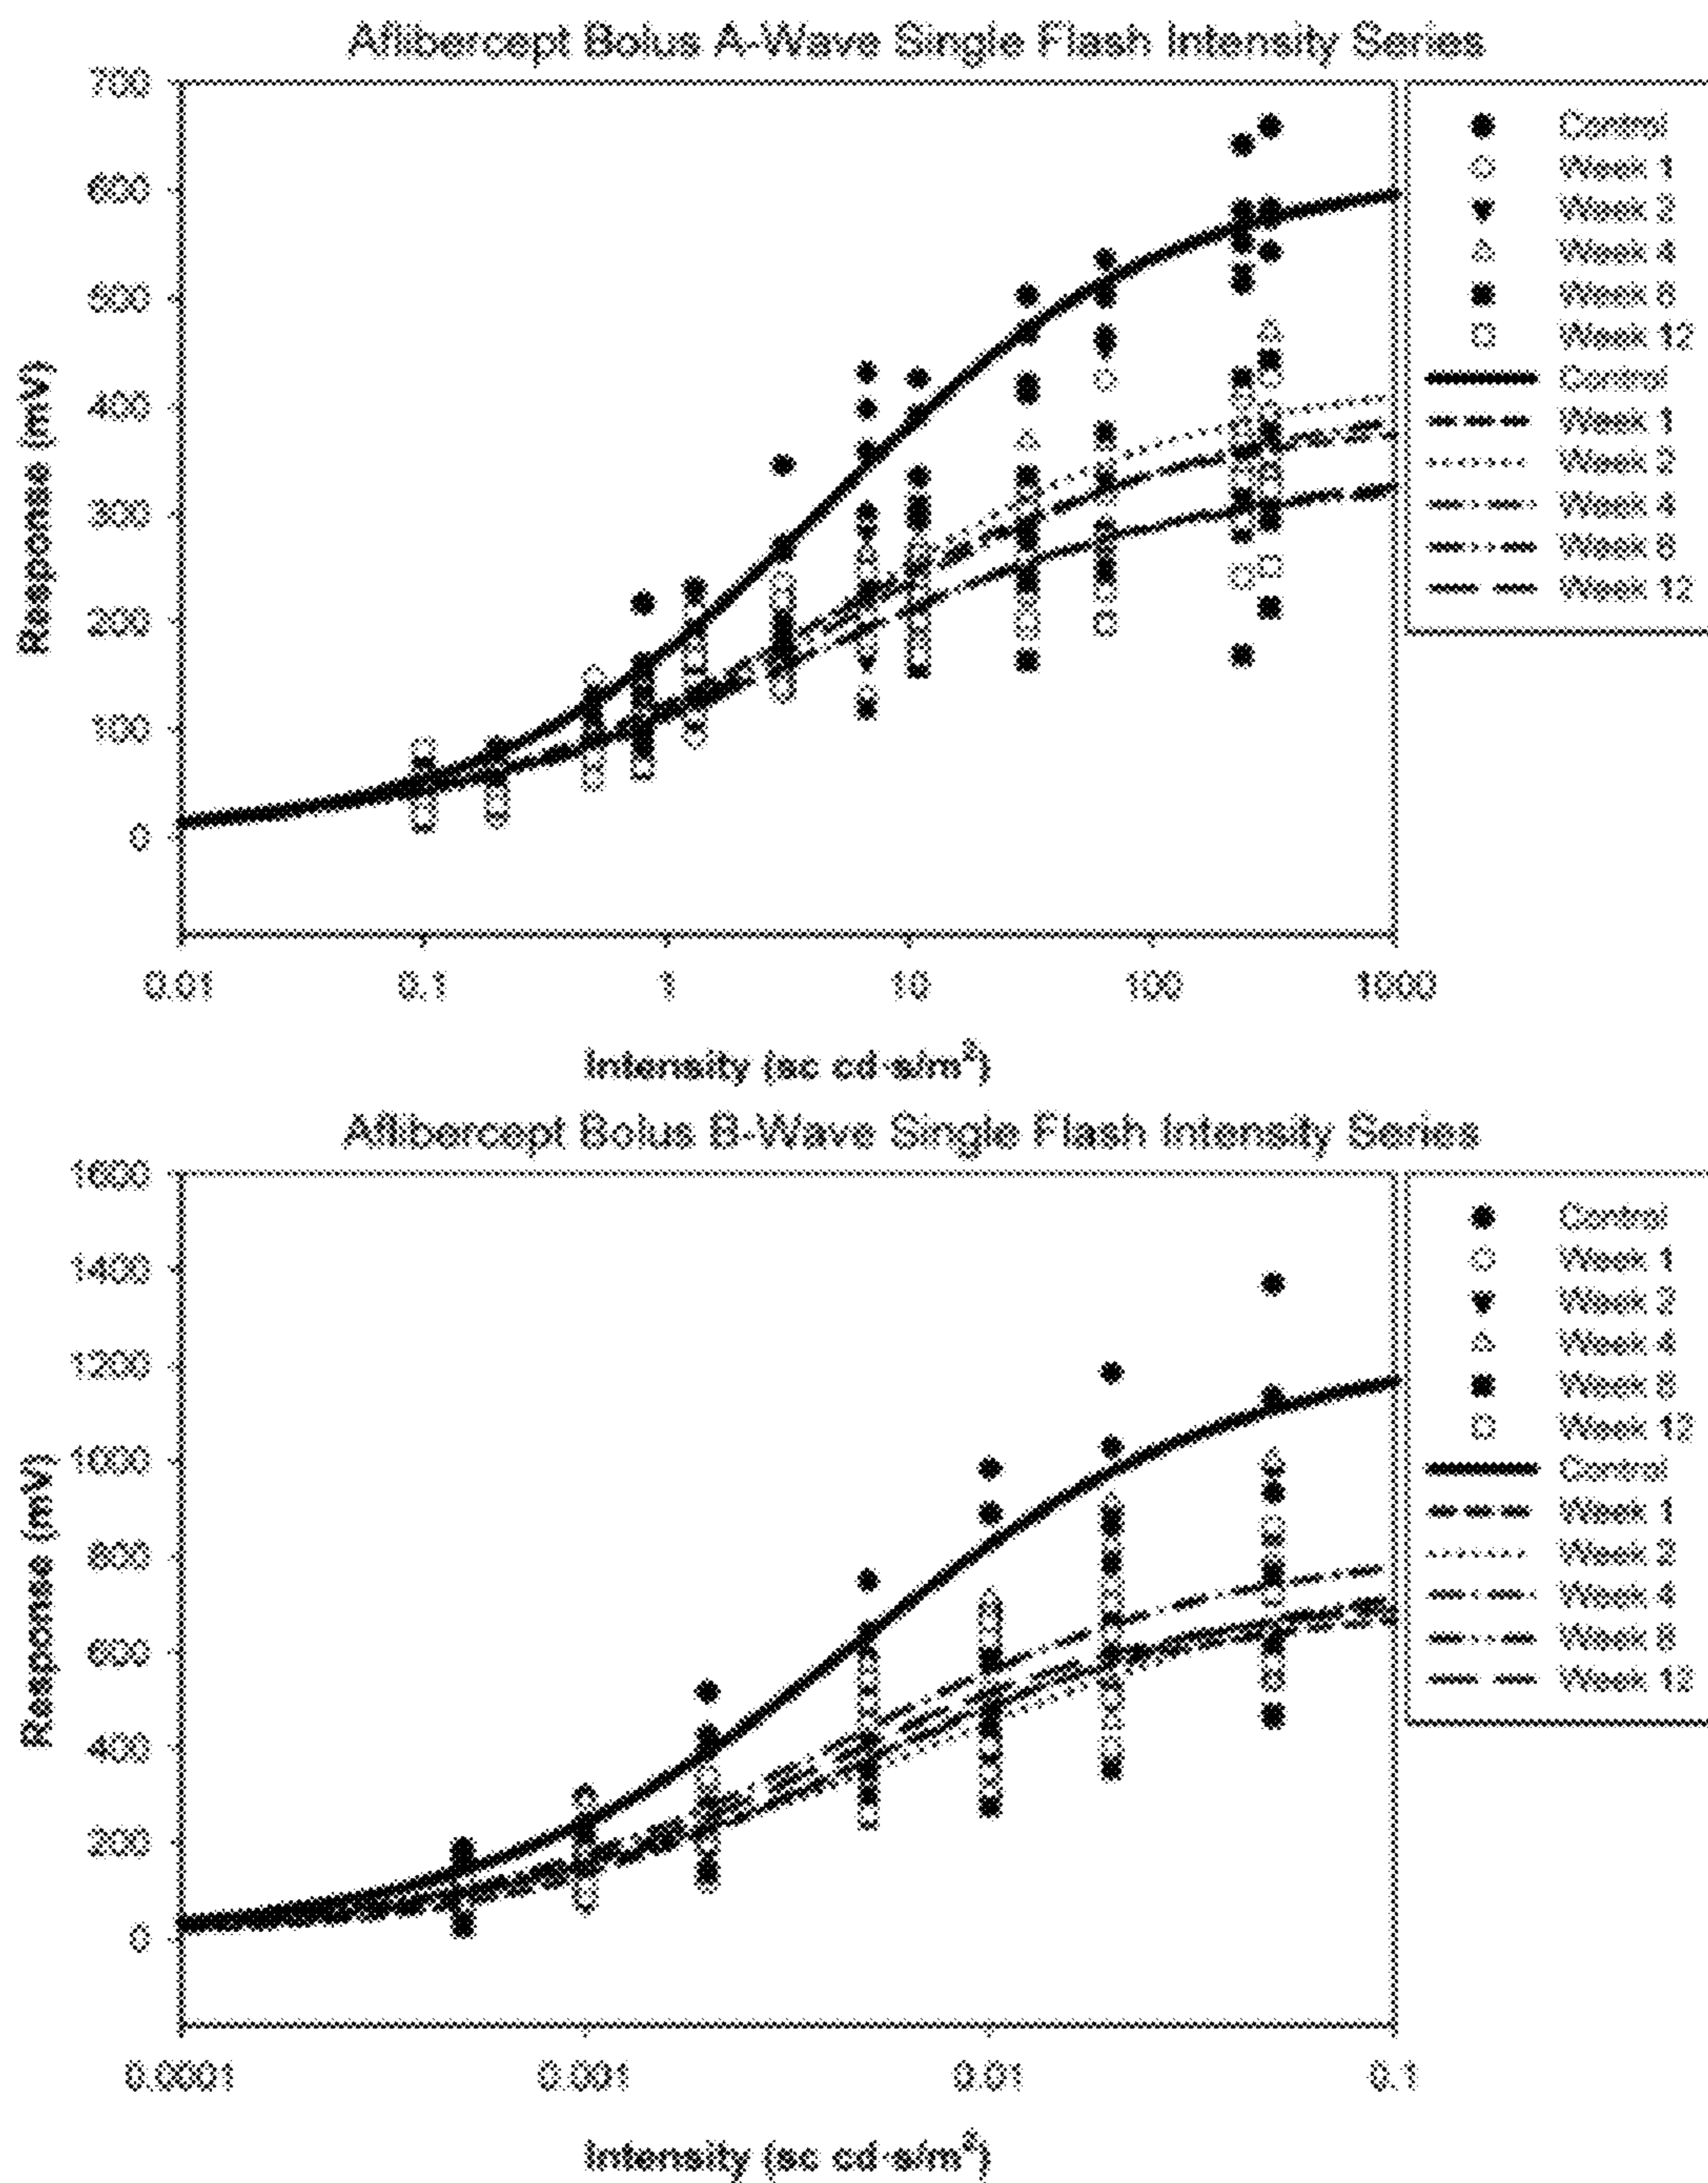 Aflibercept Bolus A-Wave Single Flash Intensity Series
700
600
500
400
300
200
100
0
Response (mV)
0.01 0.1 1 10 100 1000
Intensity (sc cd·s/m²)
Control
Week 1
Week 2
Week 4
Week 8
Week 12
Control
Week 1
Week 2
Week 4
Week 8
Week 12
Aflibercept Bolus B-Wave Single Flash Intensity Series
1600
1400
1200
1000
800
600
400
200
0
Response (mV)
0.0001 0.001 0.01 0.1
Intensity (sc cd·s/m²)
Control
Week 1
Week 2
Week 4
Week 8
Week 12
Control
Week 1
Week 2
Week 4
Week 8
Week 12